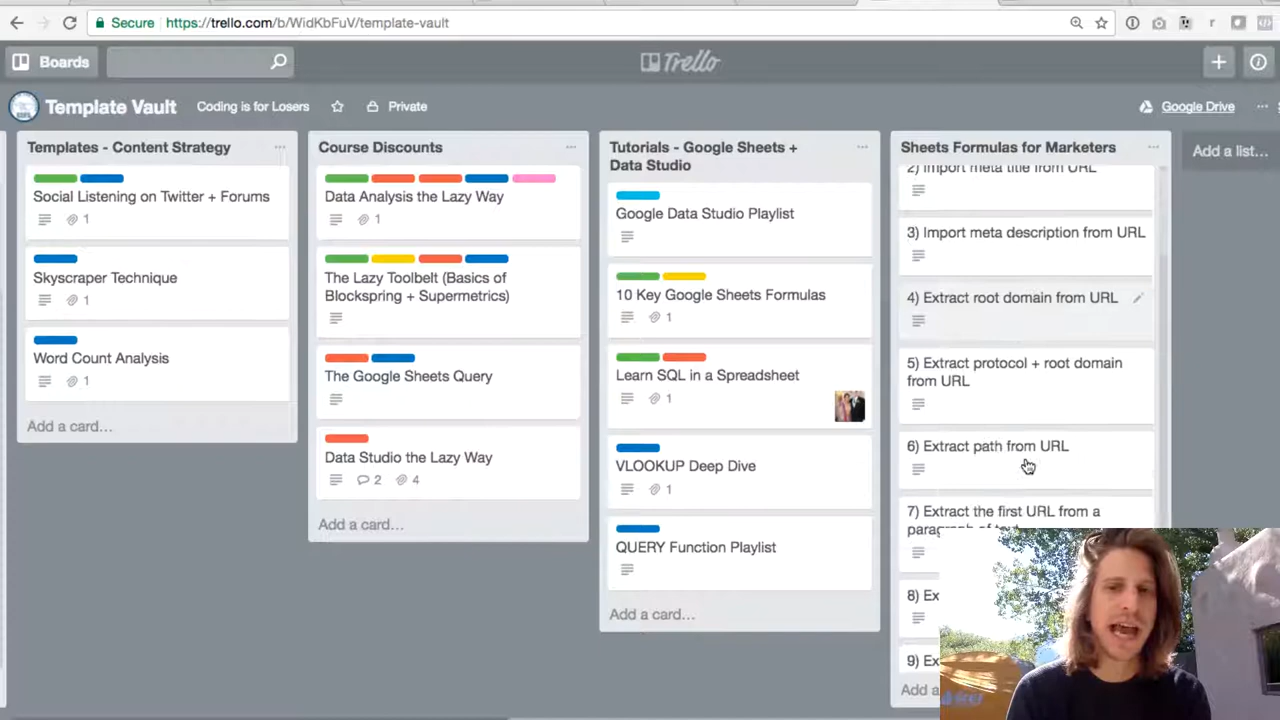 Secure
https://trello.com/b/WidKbFuV/template-vault
Boards
Trello
Template Vault
Coding is for Losers
Private
Google Drive
Templates - Content Strategy
Social Listening on Twitter + Forums
1
Skyscraper Technique
1
Word Count Analysis
1
Add a card...
Course Discounts
Data Analysis the Lazy Way
1
The Lazy Toolbelt (Basics of
Blockspring + Supermetrics)
The Google Sheets Query
Data Studio the Lazy Way
2
4
Add a card...
Tutorials - Google Sheets +
Data Studio
Google Data Studio Playlist
10 Key Google Sheets Formulas
1
Learn SQL in a Spreadsheet
1
VLOOKUP Deep Dive
1
QUERY Function Playlist
Add a card...
Sheets Formulas for Marketers
2) Import meta title from URL
3) Import meta description from URL
4) Extract root domain from URL
5) Extract protocol + root domain
from URL
6) Extract path from URL
7) Extract the first URL from a
paragraph of
8) Ex
9) Ex
Add a
Add a list...